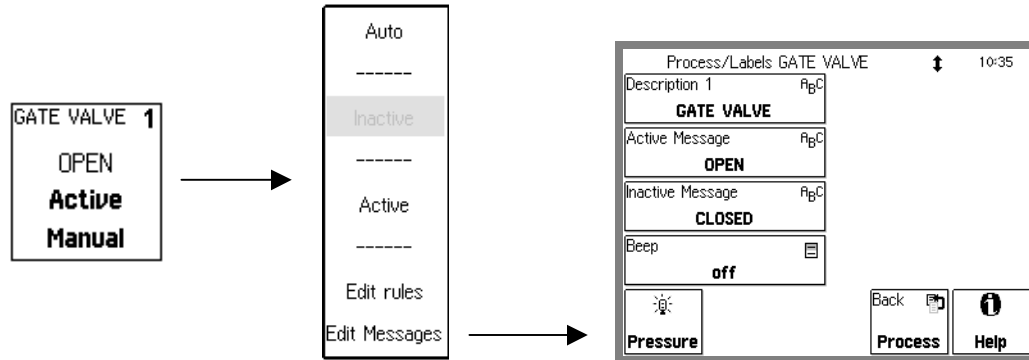 GATE VALVE 1
OPEN
Active
Manual
Auto
------
Inactive
------
Active
------
Edit rules
Edit Messages
Process/Labels GATE VALVE 10:35
Description 1 ABC
GATE VALVE
Active Message ABC
OPEN
Inactive Message ABC
CLOSED
Beep
off
Pressure
Back
Process
Help